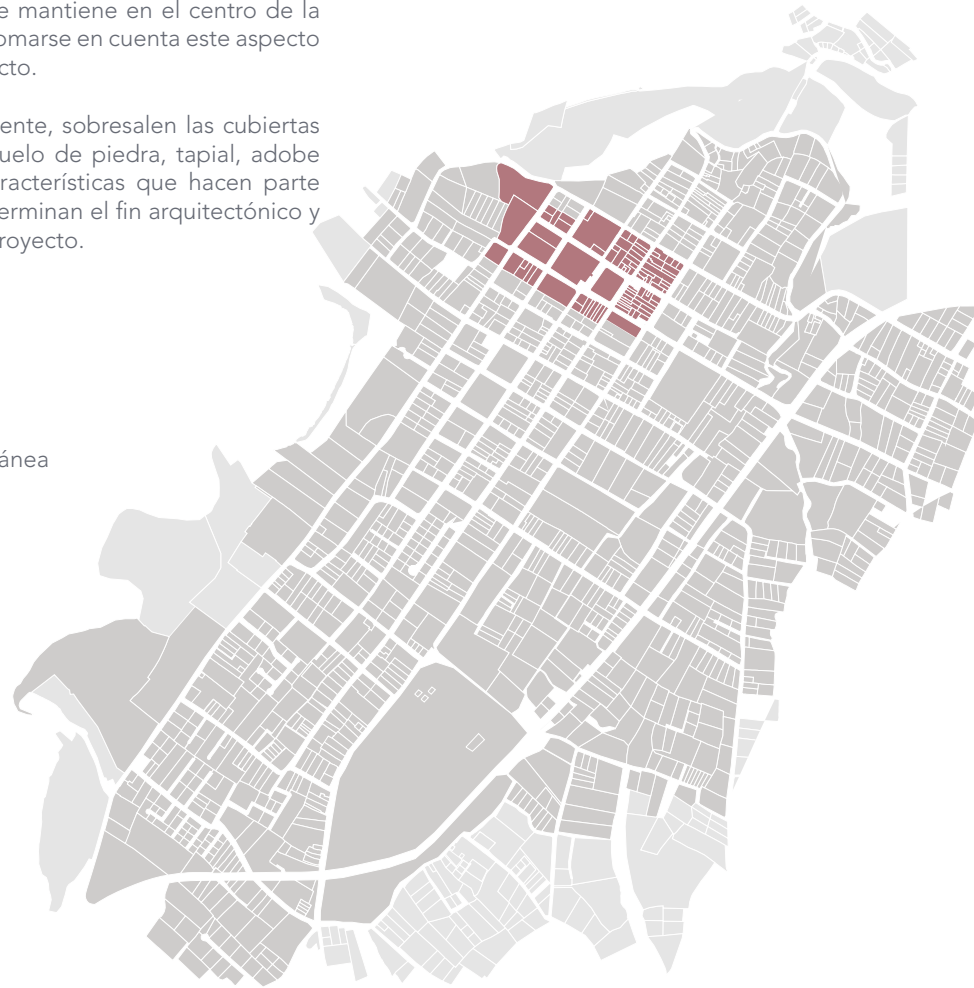 e mantiene en el centro de la
omarse en cuenta este aspecto
cto.
ente, sobresalen las cubiertas
uelo de piedra, tapial, adobe
aracterísticas que hacen parte
erminan el fin arquitectónico y
royecto.
ánea